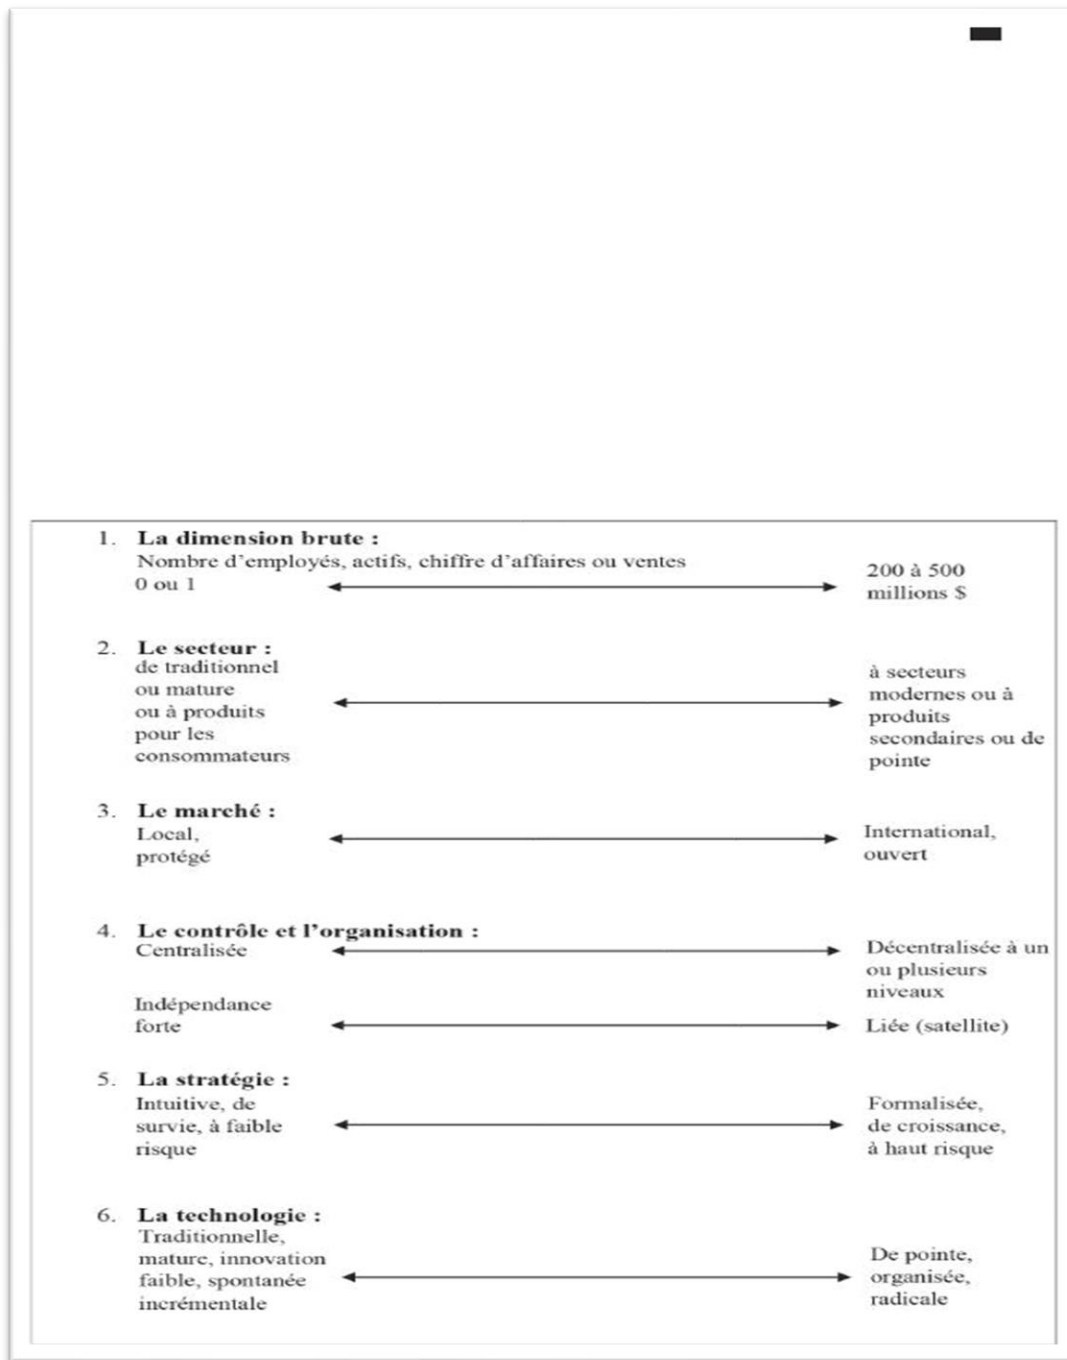 1. La dimension brute :
Nombre d'employés, actifs, chiffre d'affaires ou ventes
0 ou 1
200 à 500
millions $
2. Le secteur :
de traditionnel
ou mature
ou à produits
pour les
consommateurs
à secteurs
modernes ou à
produits
secondaires ou de
pointe
3. Le marché :
Local,
protégé
International,
ouvert
4. Le contrôle et l'organisation :
Centralisée
Décentralisée à un
ou plusieurs
niveaux
Indépendance
forte
Liée (satellite)
5. La stratégie :
Intuitive, de
survie, à faible
risque
Formalisée,
de croissance,
à haut risque
6. La technologie :
Traditionnelle,
mature, innovation
faible, spontanée
incrémentale
De pointe,
organisée,
radicale